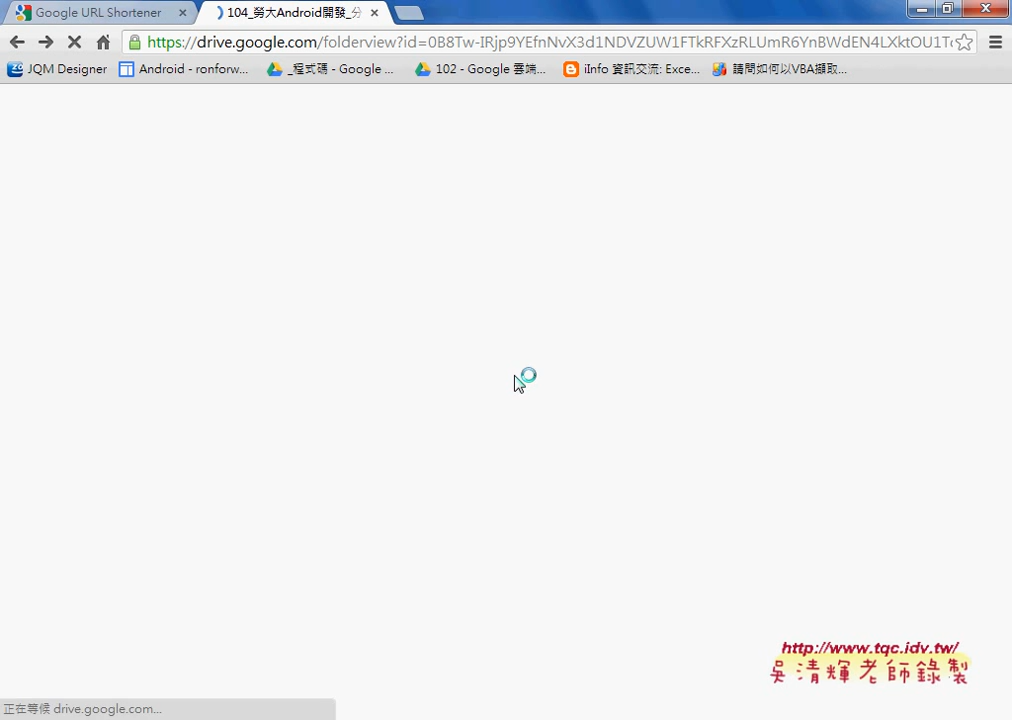 Google URL Shortener
104_勞大Android開發_分
https://drive.google.com/folderview?id=0B8Tw-IRjp9YEfnNvX3d1NDVZUW1FTkRFXzRLUmR6YnBWdEN4LXktOU1T
JQM Designer
Android - ronforw...
_程式碼 - Google ...
102 - Google 雲端...
iInfo 資訊交流: Exce...
請問如何以VBA擷取...
http://www.tqc.idv.tw/
吳清輝老師錄製
正在等候 drive.google.com...